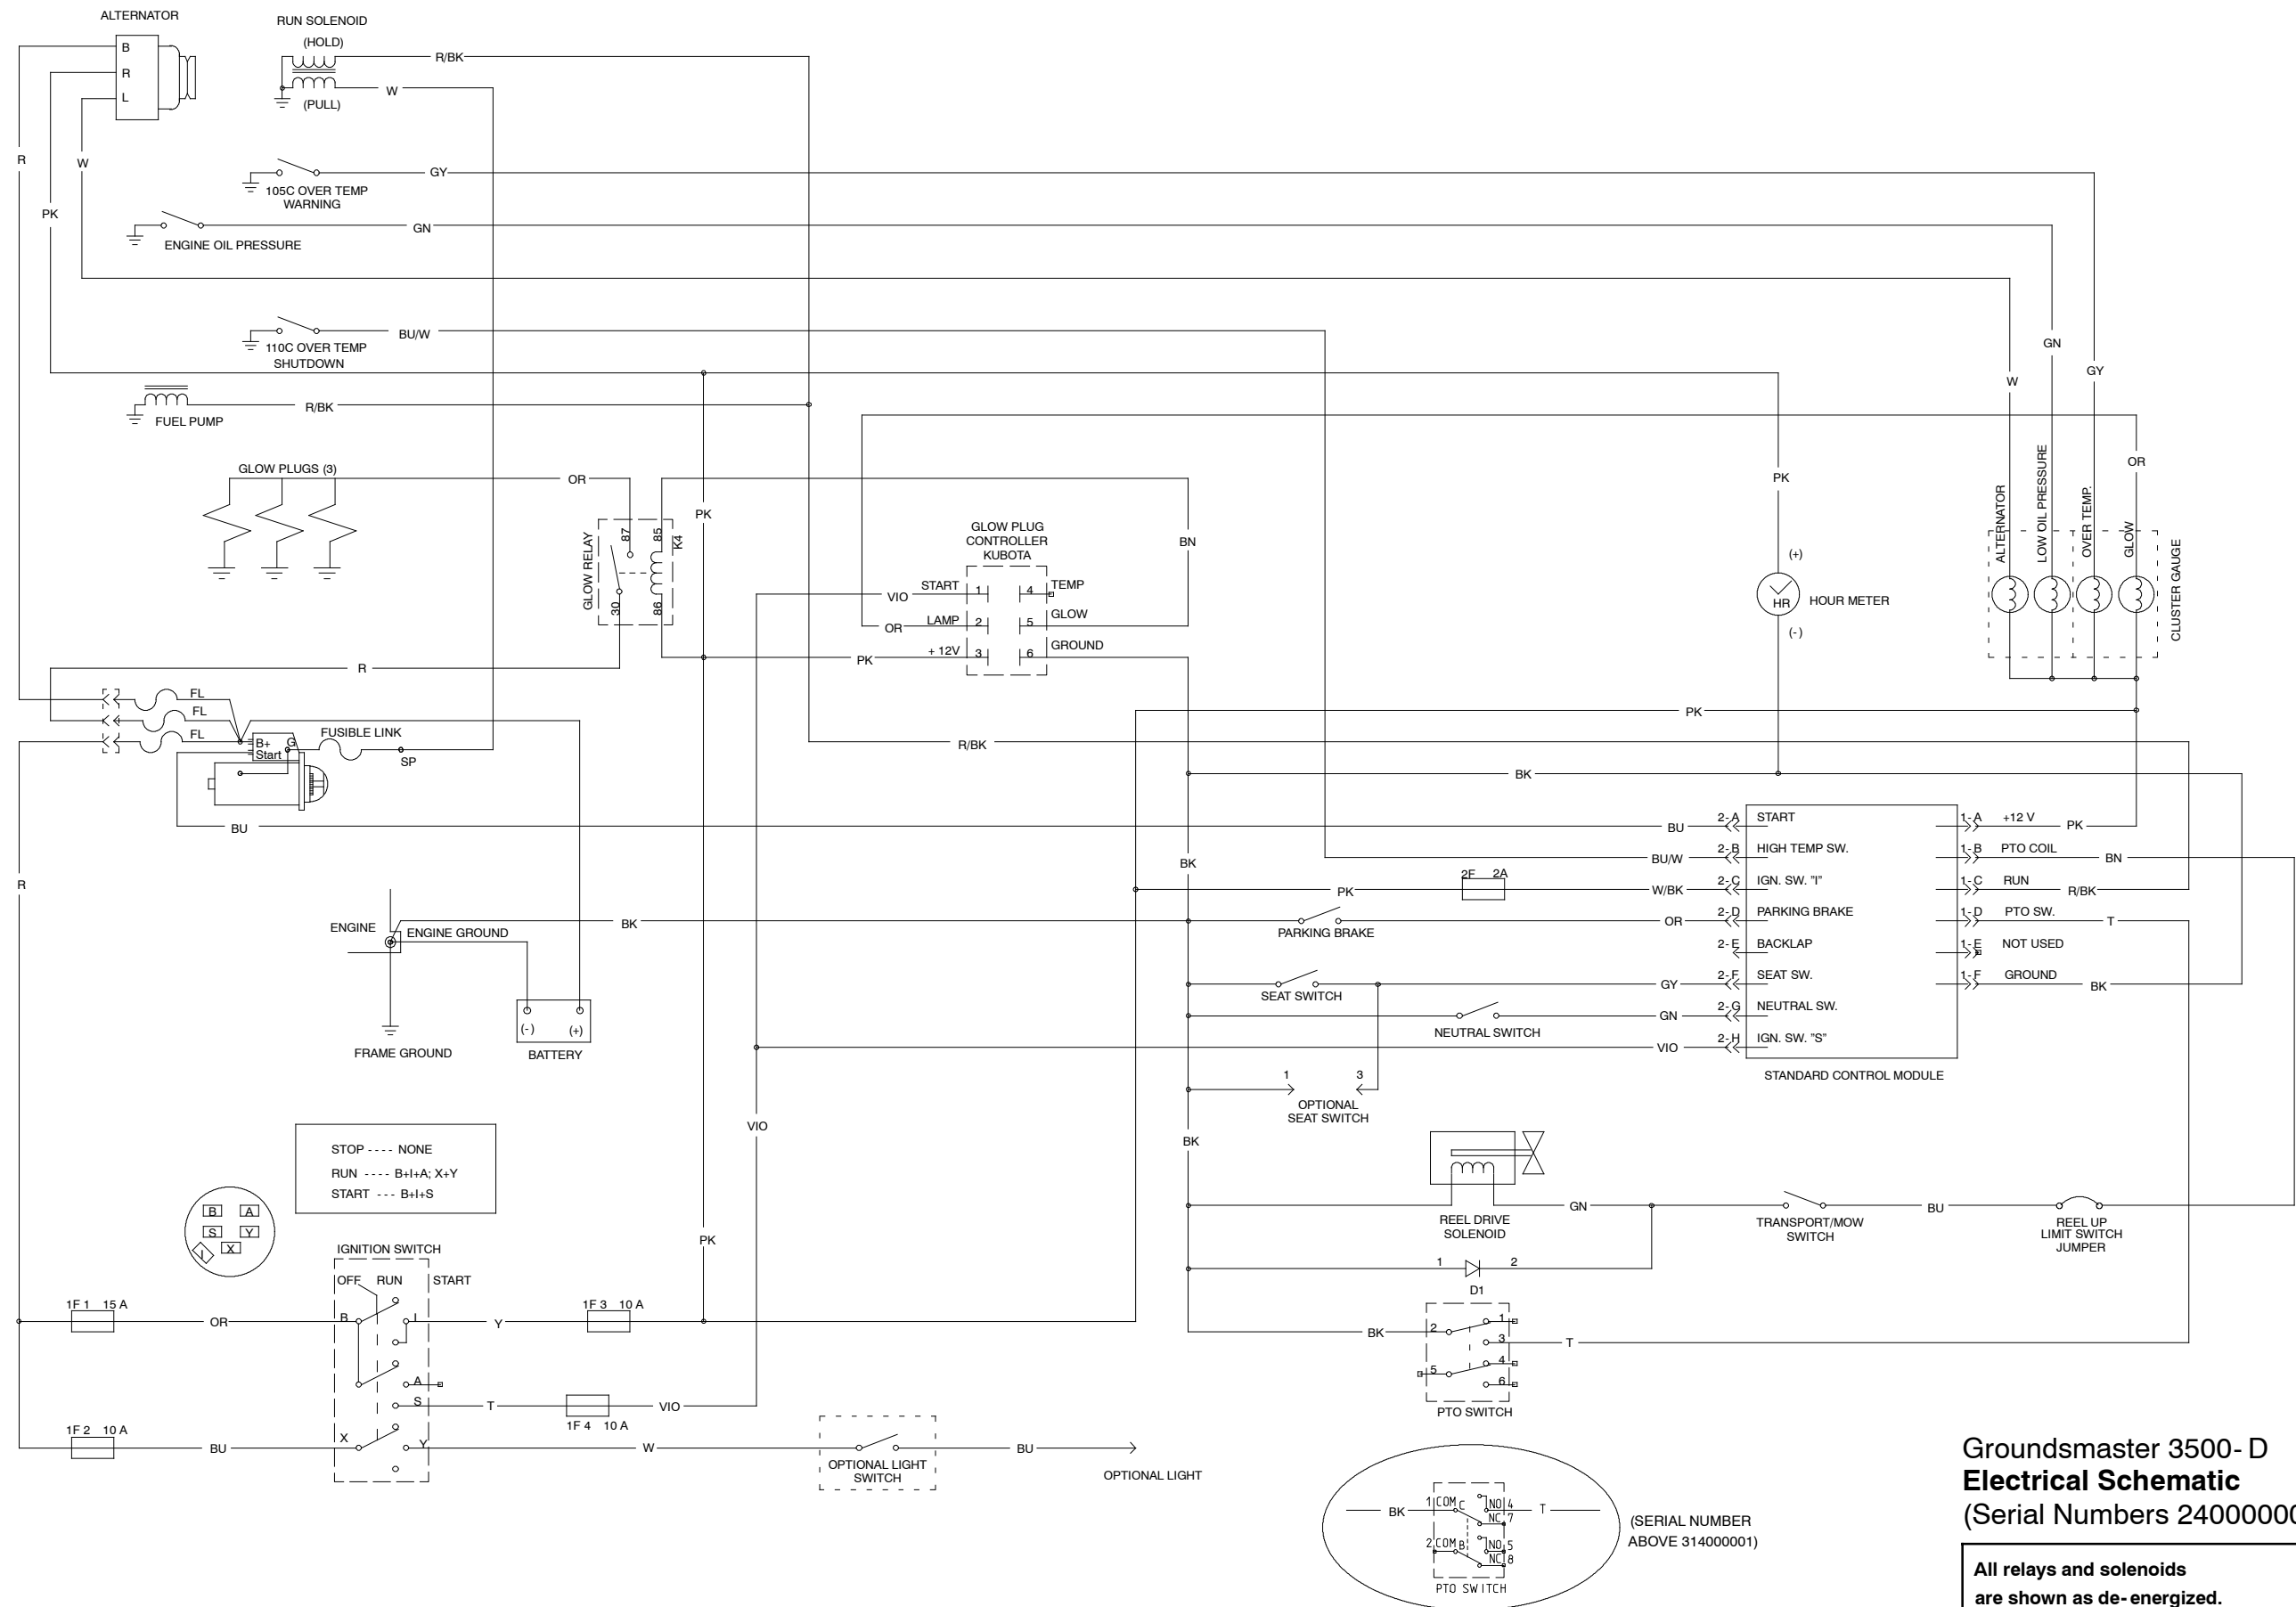 ALTERNATOR
B
R
L
RUN SOLENOID
(HOLD)
R/BK
W
(PULL)
R
W
PK
GY
105C OVER TEMP
WARNING
GN
ENGINE OIL PRESSURE
BU/W
110C OVER TEMP
SHUTDOWN
R/BK
FUEL PUMP
GN
GY
W
GLOW PLUGS (3)
OR
PK
PK
OR
GLOW RELAY
87
85
K4
30
86
GLOW PLUG
CONTROLLER
KUBOTA
BN
VIO
START
1
4
TEMP
OR
LAMP
2
5
GLOW
PK
+ 12V
3
6
GROUND
(+)
HR
HOUR METER
(-)
ALTERNATOR
LOW OIL PRESSURE
OVER TEMP.
GLOW
CLUSTER GAUGE
R
FL
FL
FL
B+
G
Start
FUSIBLE LINK
SP
PK
R/BK
BK
BU
BU
2-A
START
BU/W
2-B
HIGH TEMP SW.
2F 2A
PK
W/BK
2-C
IGN. SW. "I"
OR
2-D
PARKING BRAKE
2-E
BACKLAP
GY
2-F
SEAT SW.
GN
2-G
NEUTRAL SW.
VIO
2-H
IGN. SW. "S"
1-A
+12 V
PK
1-B
PTO COIL
BN
1-C
RUN
R/BK
1-D
PTO SW.
T
1-E
NOT USED
1-F
GROUND
BK
STANDARD CONTROL MODULE
R
BK
ENGINE
ENGINE GROUND
BK
PARKING BRAKE
SEAT SWITCH
NEUTRAL SWITCH
(-)
(+)
FRAME GROUND
BATTERY
1
3
OPTIONAL
SEAT SWITCH
VIO
BK
STOP ---- NONE
RUN ---- B+I+A; X+Y
START --- B+I+S
B
A
S
Y
I
X
PK
REEL DRIVE
SOLENOID
GN
TRANSPORT/MOW
SWITCH
BU
REEL UP
LIMIT SWITCH
JUMPER
IGNITION SWITCH
OFF
RUN
START
1
2
D1
1F 1 15 A
OR
B
I
Y
1F 3 10 A
A
S
T
1F 4 10 A
VIO
1F 2 10 A
BU
X
Y
W
OPTIONAL LIGHT
SWITCH
BU
OPTIONAL LIGHT
BK
2
1
3
T
5
4
6
PTO SWITCH
BK
1
COM
C
NO
4
NC
7
T
2
COM
B
NO
5
NC
8
PTO SWITCH
(SERIAL NUMBER
ABOVE 314000001)
Groundsmaster 3500-D
Electrical Schematic
(Serial Numbers 2400000
All relays and solenoids
are shown as de-energized.